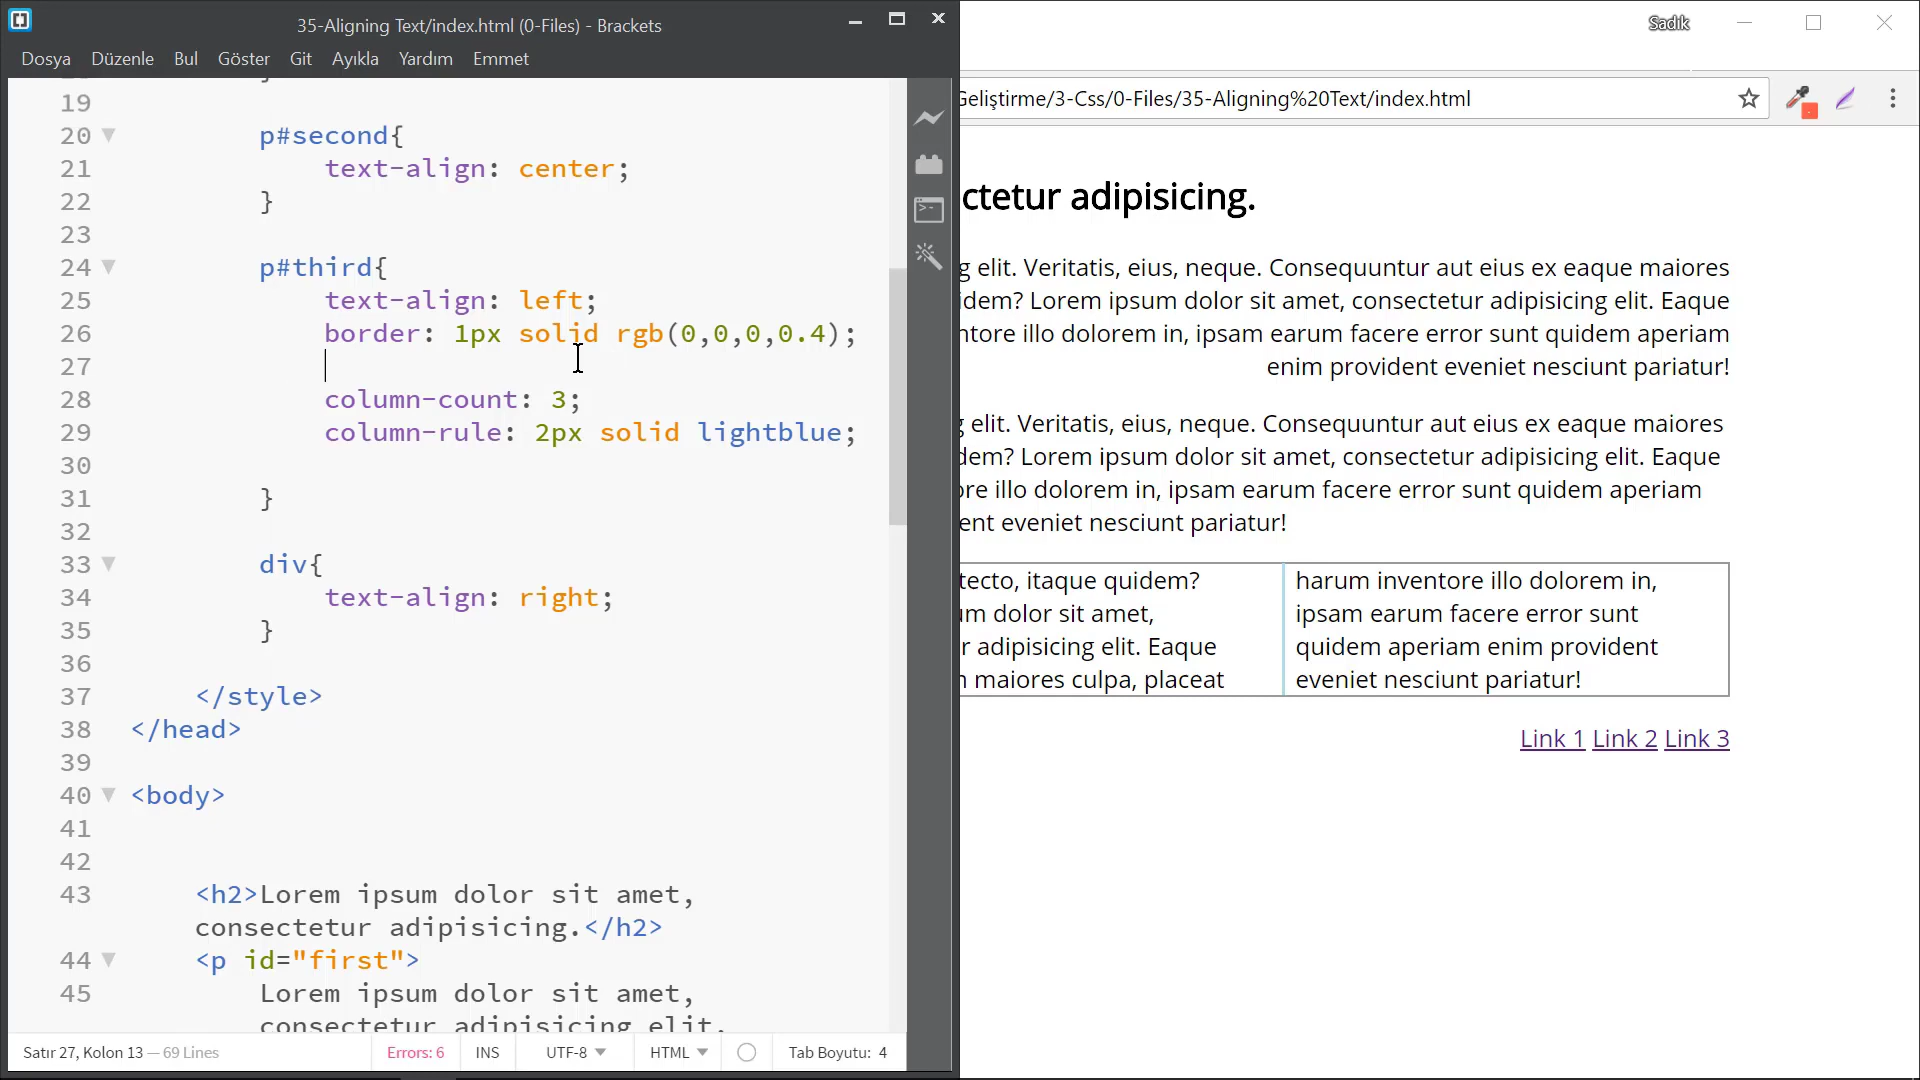 35-Aligning Text/index.html (0-Files) - Brackets
Dosya Düzenle Bul Göster Git Ayıkla Yardım Emmet
19
20 p#second{
21 text-align: center;
22 }
23
24 p#third{
25 text-align: left;
26 border: 1px solid rgb(0,0,0,0.4);
27
28 column-count: 3;
29 column-rule: 2px solid lightblue;
30
31 }
32
33 div{
34 text-align: right;
35 }
36
37 </style>
38 </head>
39
40 <body>
41
42
43 <h2>Lorem ipsum dolor sit amet,
consectetur adipisicing.</h2>
44 <p id="first">
45 Lorem ipsum dolor sit amet,
consectetur adipisicing elit.
Satır 27, Kolon 13 — 69 Lines Errors: 6 INS UTF-8 HTML Tab Boyutu: 4
Sadık
Geliştirme/3-Css/0-Files/35-Aligning%20Text/index.html
ctetur adipisicing.
g elit. Veritatis, eius, neque. Consequuntur aut eius ex eaque maiores
idem? Lorem ipsum dolor sit amet, consectetur adipisicing elit. Eaque
ntore illo dolorem in, ipsam earum facere error sunt quidem aperiam
enim provident eveniet nesciunt pariatur!
g elit. Veritatis, eius, neque. Consequuntur aut eius ex eaque maiores
dem? Lorem ipsum dolor sit amet, consectetur adipisicing elit. Eaque
ore illo dolorem in, ipsam earum facere error sunt quidem aperiam
ent eveniet nesciunt pariatur!
tecto, itaque quidem?
um dolor sit amet,
r adipisicing elit. Eaque
n maiores culpa, placeat
harum inventore illo dolorem in,
ipsam earum facere error sunt
quidem aperiam enim provident
eveniet nesciunt pariatur!
Link 1 Link 2 Link 3